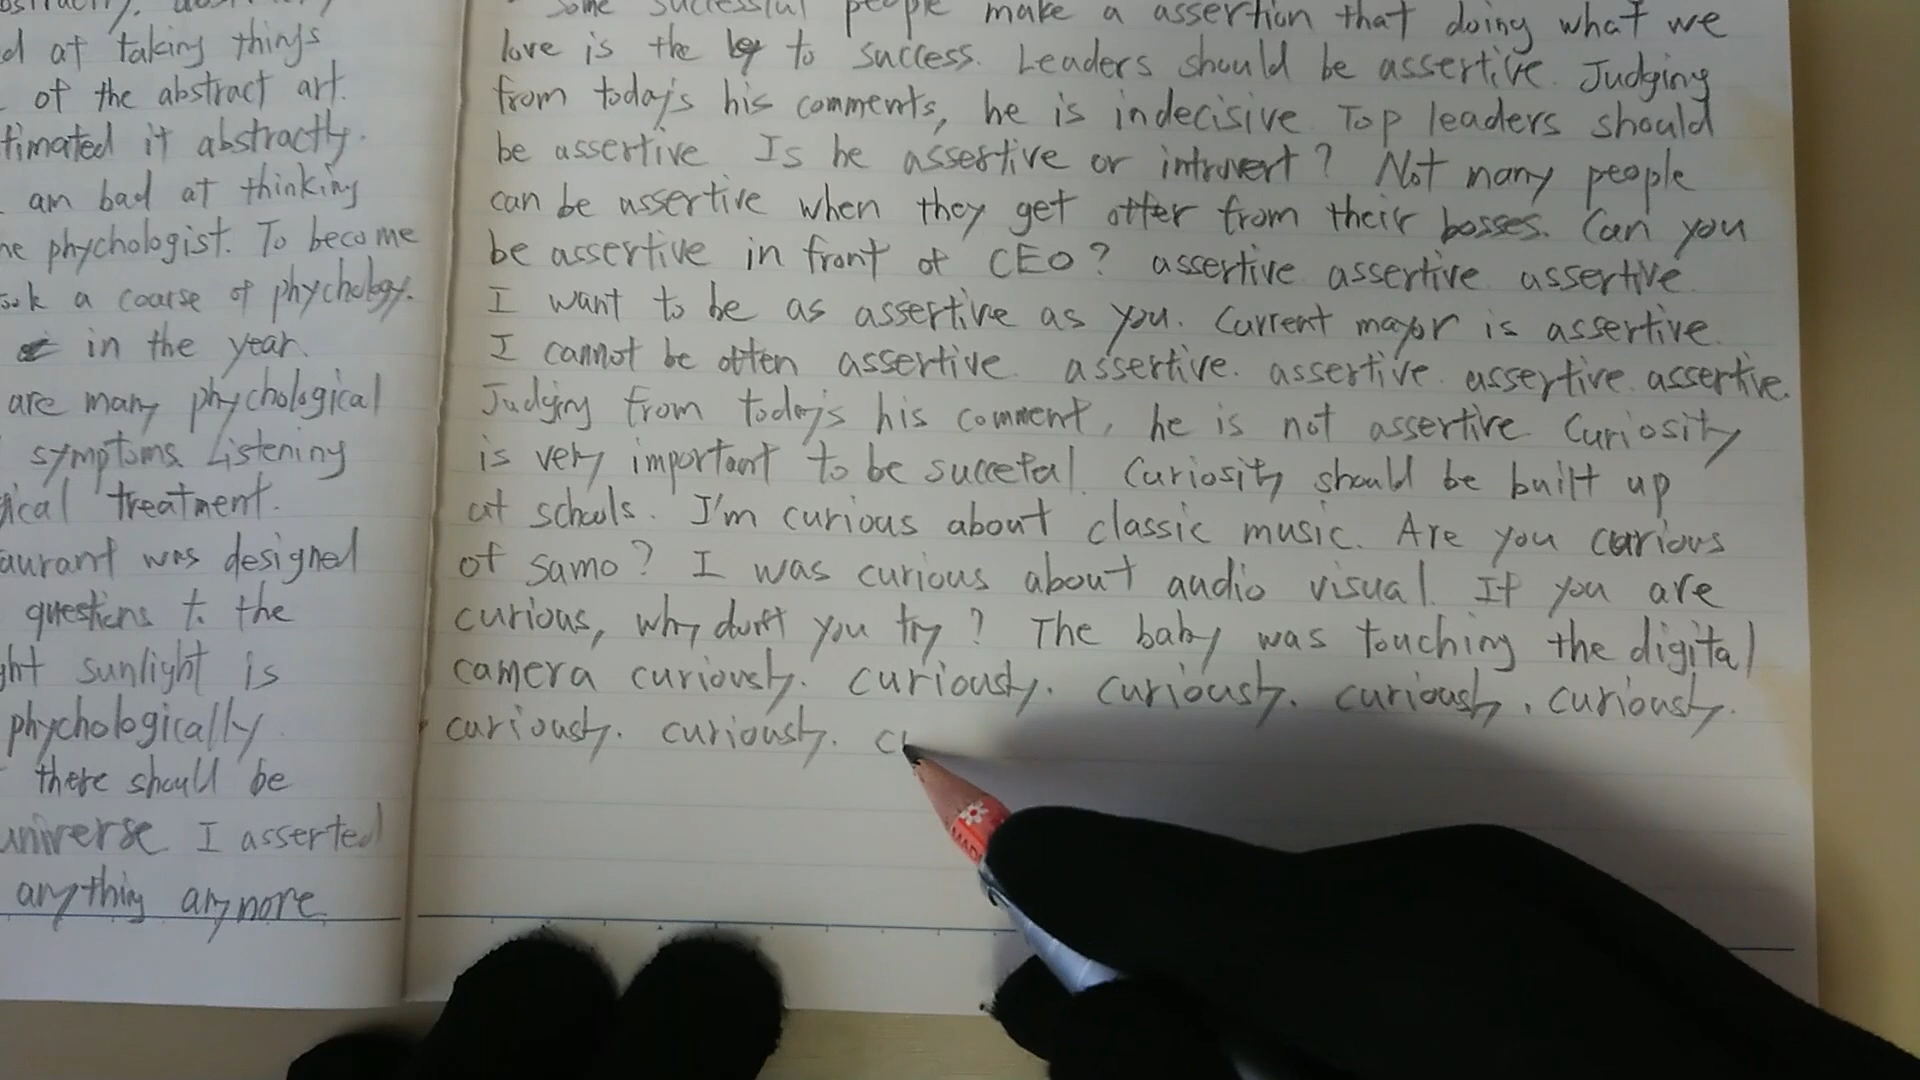 d at taking things
of the abstract art.
timated it abstractly.
am bad at thinking
phychologist. To become
a coarse of phychology.
in the year.
are many phychological
symptoms. Listening
ical treatment.
aurant was designed
questions to the
ht sunlight is
phychologically
there should be
universe. I asserted
anything anymore.
Some successful people make a assertion that doing what we
love is the to success. Leaders should be assertive. Judging
from today's his comments, he is indecisive. Top leaders should
be assertive Is he assertive or introvert? Not many people
can be assertive when they get offer from their bosses. Can you
be assertive in front of CEO? assertive assertive assertive
I want to be as assertive as you. Current mayor is assertive.
I cannot be often assertive. assertive. assertive. assertive. assertive.
Judging from today's his comment, he is not assertive. Curiosity
is very important to be succeful. Curiosity should be built up
at schools. I'm curious about classic music. Are you curious
of sumo? I was curious about audio visual. If you are
curious, why don't you try? The baby was touching the digital
camera curiously. curiously. curiously. curiously. curiously.
curiously. curiously. cu
MADE